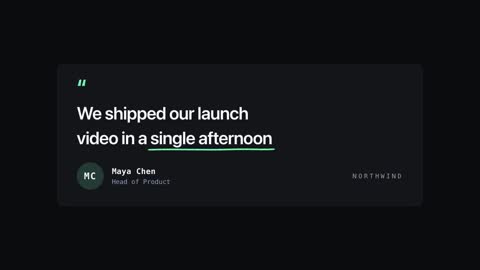 “
We shipped our launch
video in a single afternoon
MC
Maya Chen
Head of Product
NORTHWIND